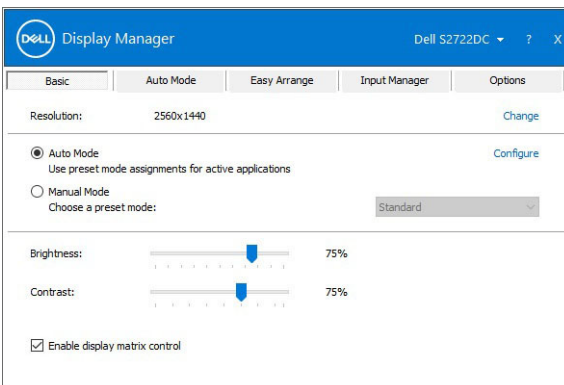 DELL Display Manager Dell S2722DC ? X
Basic Auto Mode Easy Arrange Input Manager Options
Resolution: 2560x1440 Change
Auto Mode Configure
Use preset mode assignments for active applications
Manual Mode
Choose a preset mode: Standard
Brightness: 75%
Contrast: 75%
Enable display matrix control